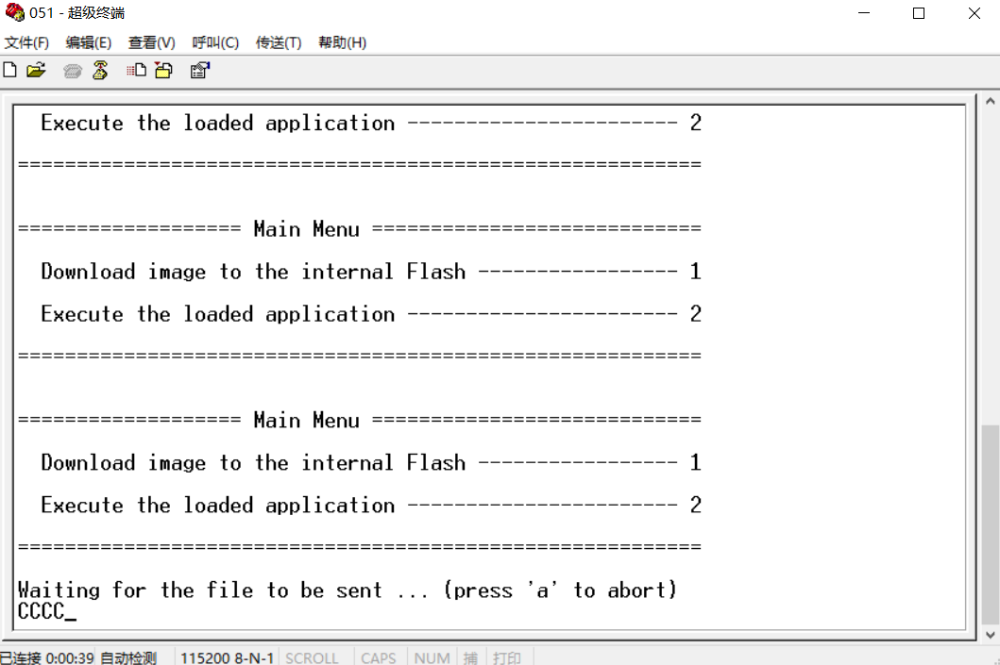 051 - 超级终端
文件(F) 编辑(E) 查看(V) 呼叫(C) 传送(T) 帮助(H)
Execute the loaded application ----------------------- 2
==========================================================
=================== Main Menu ============================
Download image to the internal Flash ----------------- 1
Execute the loaded application ----------------------- 2
==========================================================
=================== Main Menu ============================
Download image to the internal Flash ----------------- 1
Execute the loaded application ----------------------- 2
==========================================================
Waiting for the file to be sent ... (press 'a' to abort)
CCCC_
已连接 0:00:39 自动检测 115200 8-N-1 SCROLL CAPS NUM 捕 打印